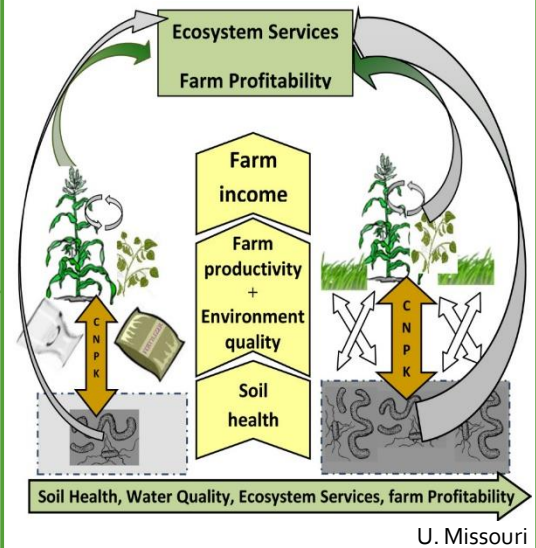 Ecosystem Services
Farm Profitability
Farm
income
Farm
productivity
+
Environment
quality
Soil
health
C
N
P
K
FERTILIZER
C
N
P
K
Soil Health, Water Quality, Ecosystem Services, farm Profitability
U. Missouri